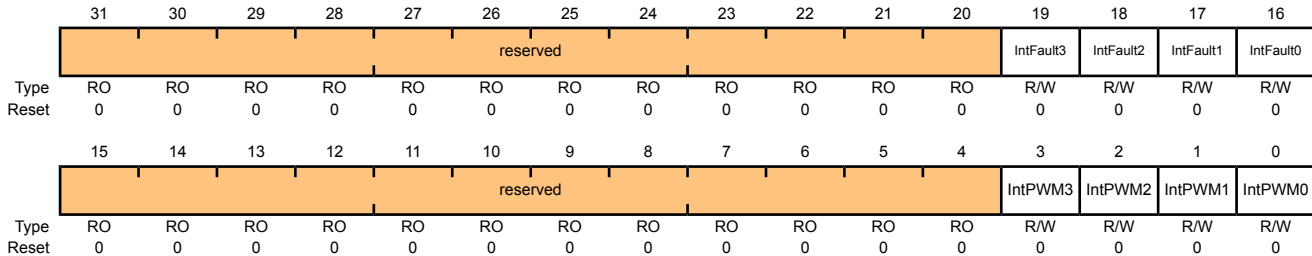 31 30 29 28 27 26 25 24 23 22 21 20 19 18 17 16
reserved IntFault3 IntFault2 IntFault1 IntFault0
Type RO RO RO RO RO RO RO RO RO RO RO RO R/W R/W R/W R/W
Reset 0 0 0 0 0 0 0 0 0 0 0 0 0 0 0 0
15 14 13 12 11 10 9 8 7 6 5 4 3 2 1 0
reserved IntPWM3 IntPWM2 IntPWM1 IntPWM0
Type RO RO RO RO RO RO RO RO RO RO RO RO R/W R/W R/W R/W
Reset 0 0 0 0 0 0 0 0 0 0 0 0 0 0 0 0